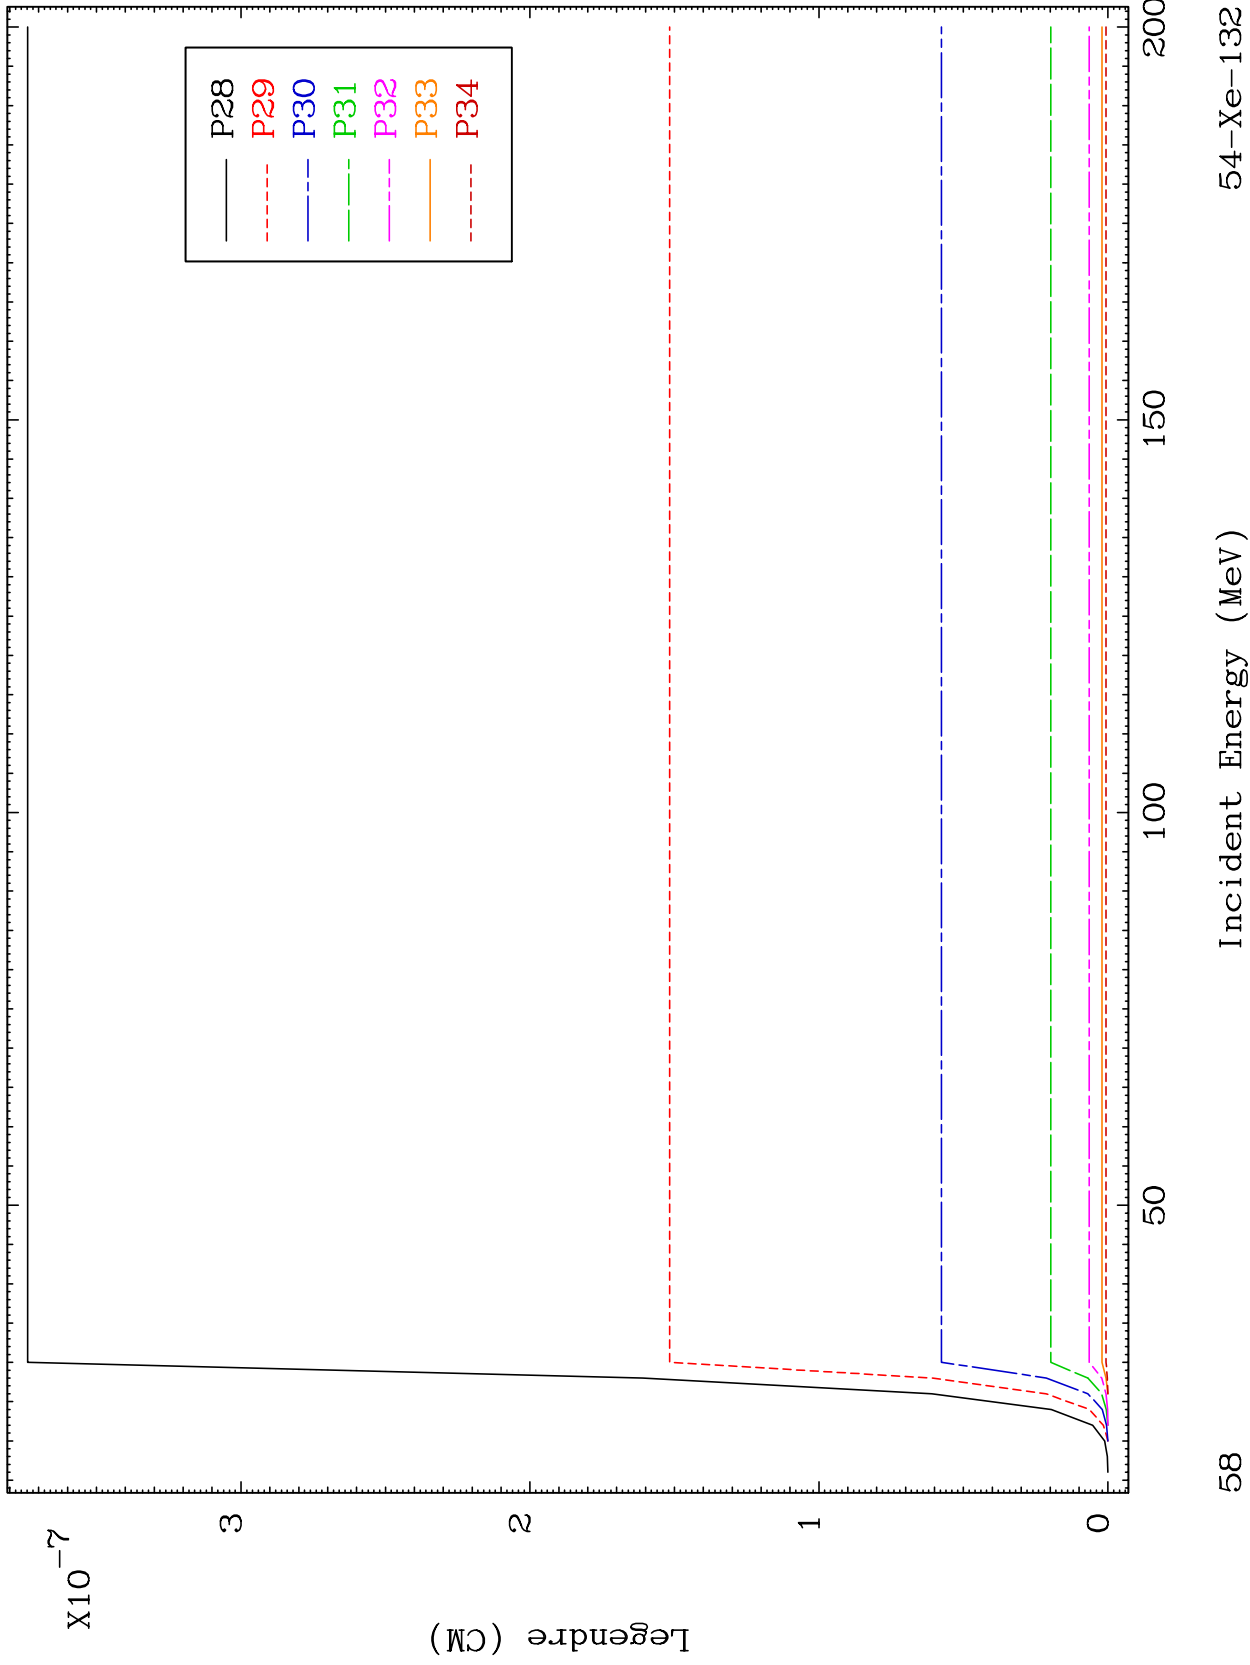 X10-7
Legendre (CM)
3
2
1
0
P28
P29
P30
P31
P32
P33
P34
50
100
150
200
Incident Energy (MeV)
58
54-Xe-132